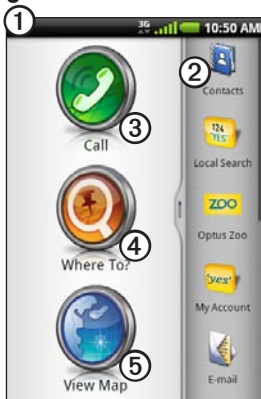 ① 3G 10:50 AM
② Contacts
③ Call
124
'YES'
Local Search
ZOO
Optus Zoo
④ Where To?
'yes'
My Account
⑤ View Map
E-mail